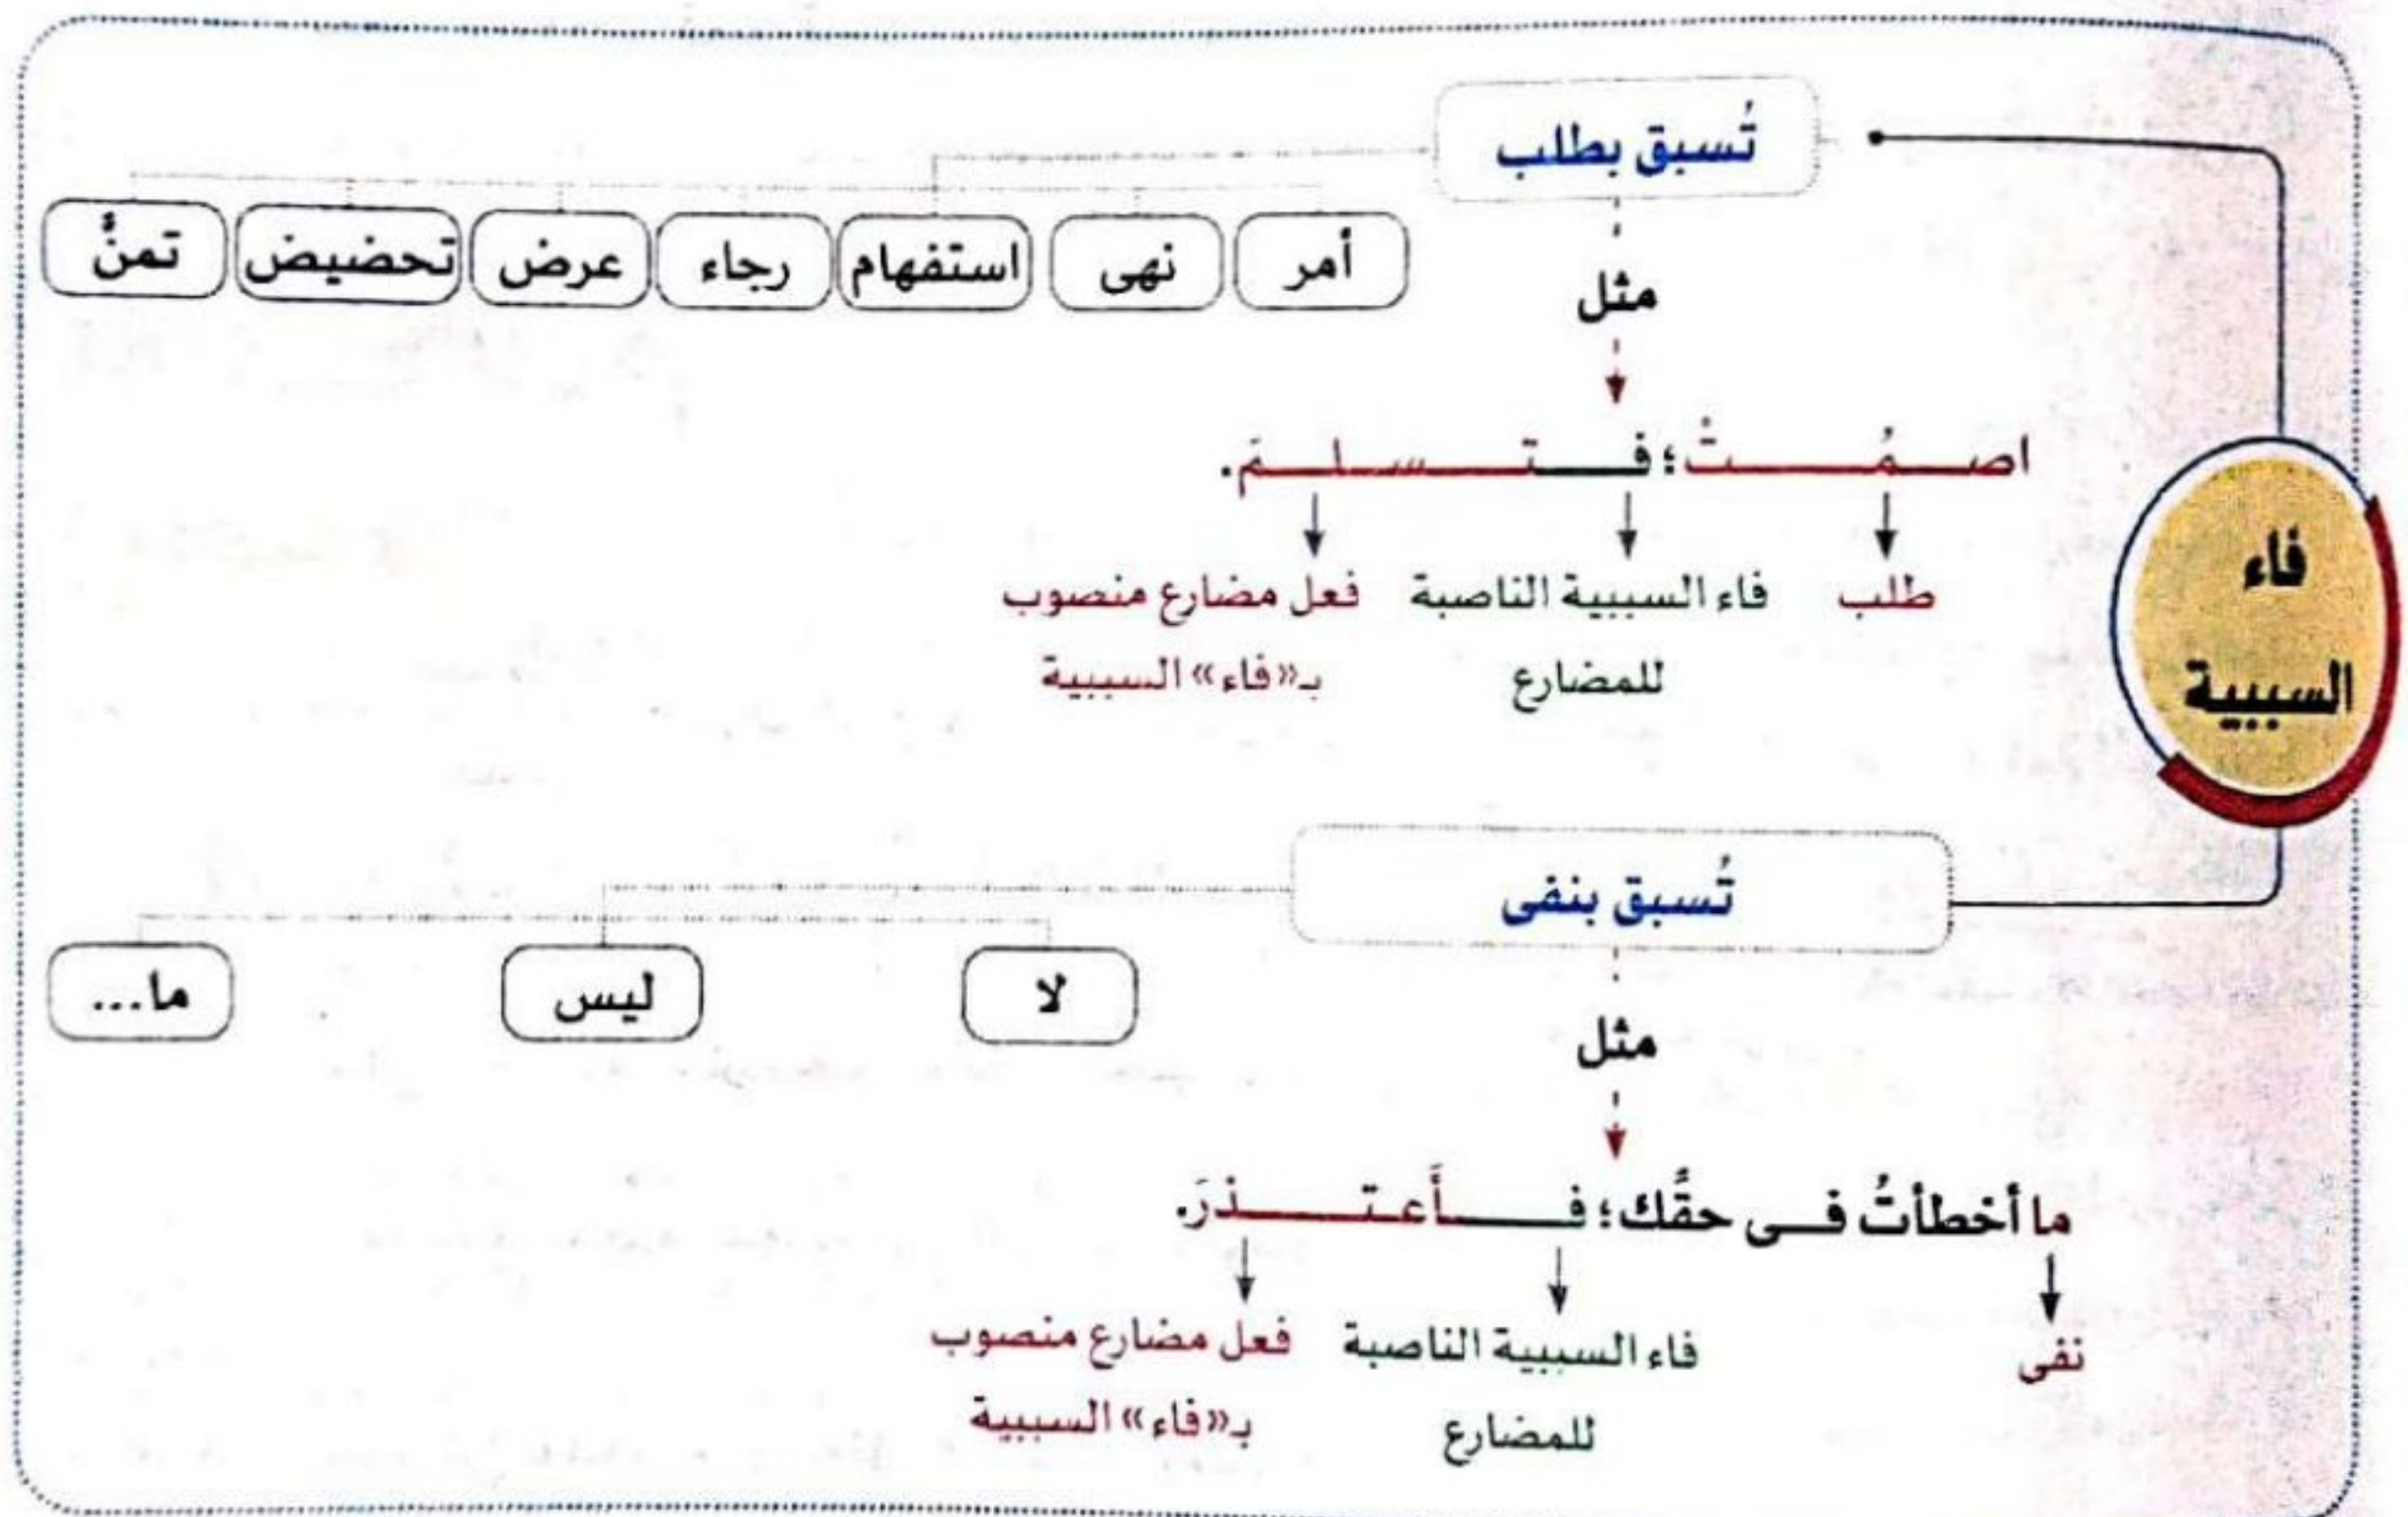 فاء
السببية
تُسبق بطلب
أمر
نهى
استفهام
رجاء
عرض
تحضيض
تمنٍّ
مثل
اصمُتْ؛ فتسلمَ.
طلب
فاء السببية الناصبة
للمضارع
فعل مضارع منصوب
بـ«فاء» السببية
تُسبق بنفى
لا
ليس
ما...
مثل
ما أخطأتُ فى حقِّك؛ فأَعتذرَ.
نفى
فاء السببية الناصبة
للمضارع
فعل مضارع منصوب
بـ«فاء» السببية